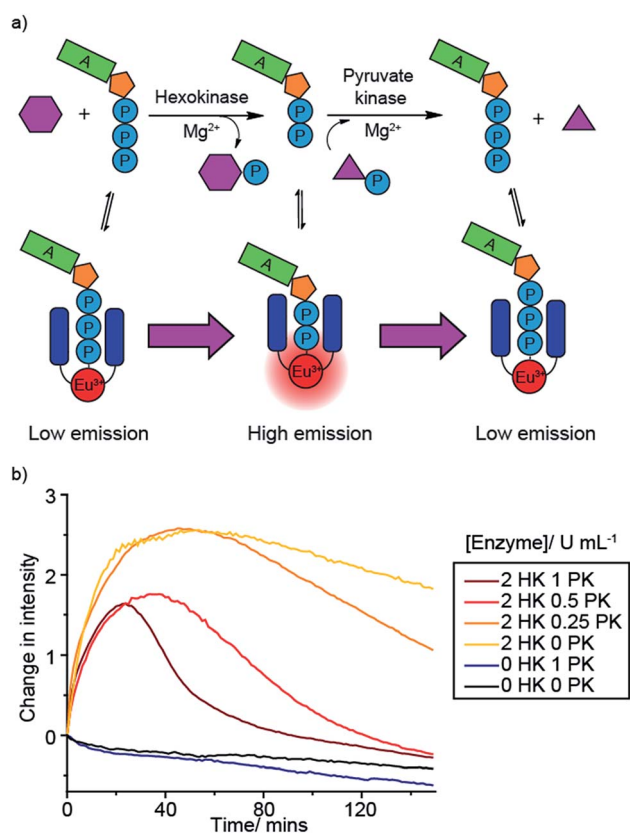 a)
A
A
A
Hexokinase
Pyruvate
kinase
+
P
P
P
Mg²⁺
P
P
Mg²⁺
P
P
P
+
P
P
A
A
A
P
P
P
Eu³⁺
P
P
Eu³⁺
P
P
P
Eu³⁺
Low emission
High emission
Low emission
b)
3
2
1
0
Change in intensity
0
40
80
120
Time/ mins
[Enzyme]/ U mL⁻¹
2 HK 1 PK
2 HK 0.5 PK
2 HK 0.25 PK
2 HK 0 PK
0 HK 1 PK
0 HK 0 PK